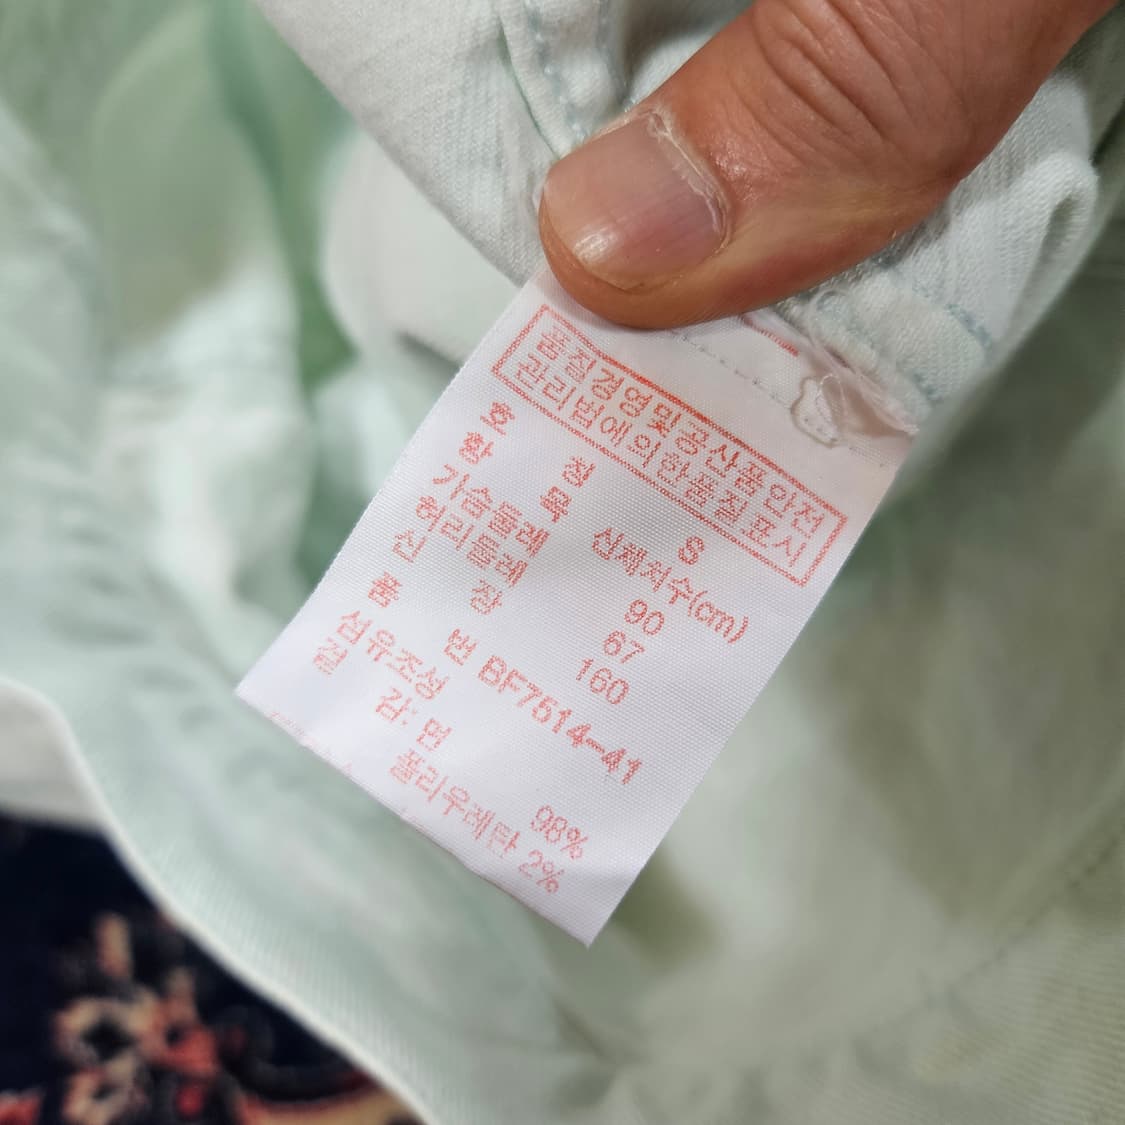 품질경영및공산품안전
관리법에의한품질표시
호 칭 S
항 목 신체치수(cm)
가슴둘레 90
허리둘레 67
신 장 160
품 번 BF7514-41
섬유조성
겉 감: 면 98%
폴리우레탄 2%